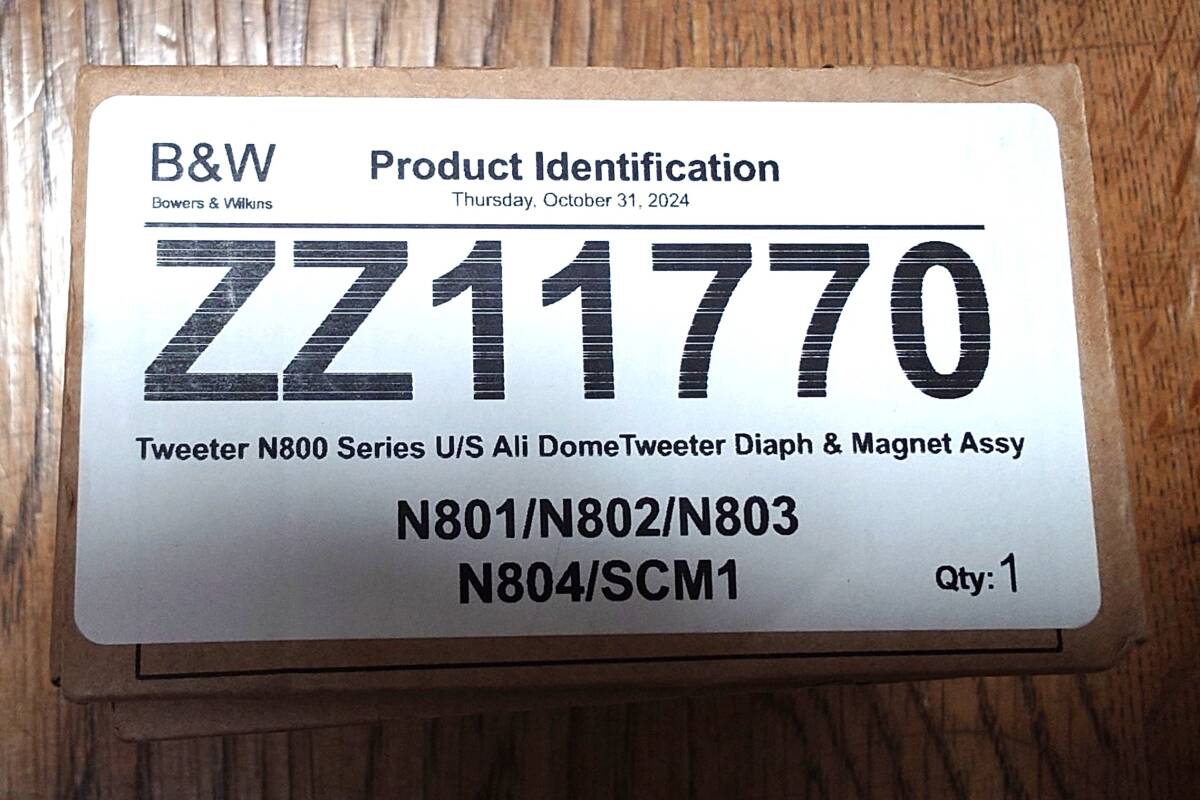 B&W
Bowers & Wilkins
Product Identification
Thursday, October 31, 2024
ZZ11770
Tweeter N800 Series U/S Ali DomeTweeter Diaph & Magnet Assy
N801/N802/N803
N804/SCM1
Qty: 1